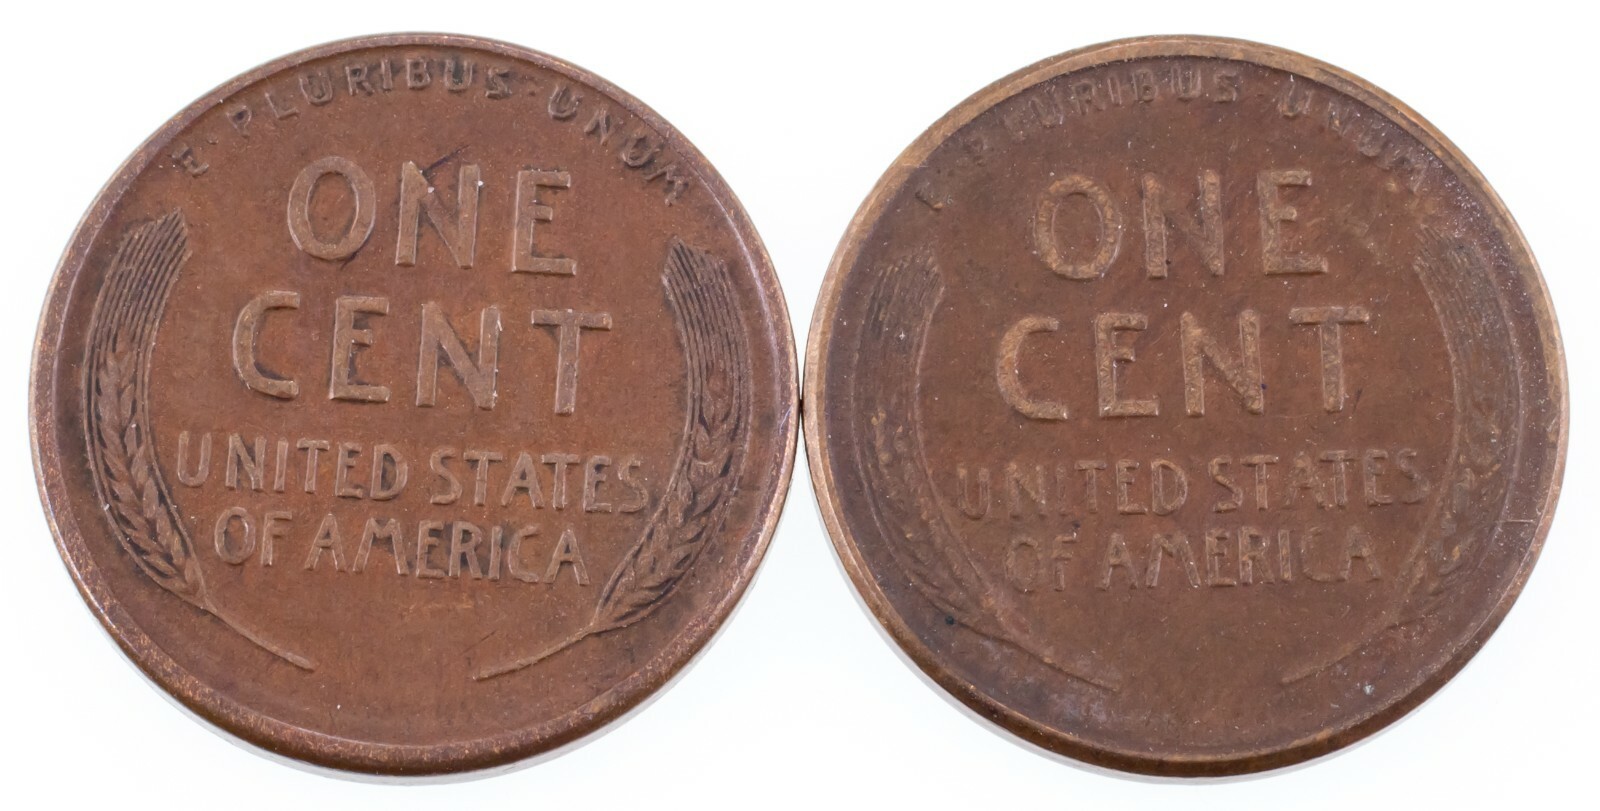 E · PLURIBUS · UNUM
ONE
CENT
UNITED STATES
OF AMERICA
E PLURIBUS UNUM
ONE
CENT
UNITED STATES
OF AMERICA